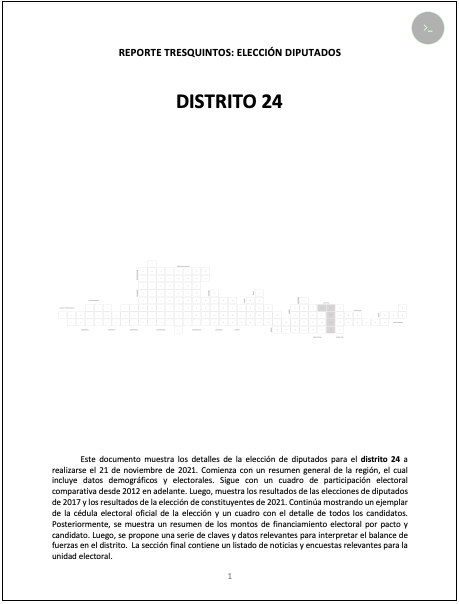 >_
REPORTE TRESQUINTOS: ELECCIÓN DIPUTADOS
DISTRITO 24
Este documento muestra los detalles de la elección de diputados para el distrito 24 a
realizarse el 21 de noviembre de 2021. Comienza con un resumen general de la región, el cual
incluye datos demográficos y electorales. Sigue con un cuadro de participación electoral
comparativa desde 2012 en adelante. Luego, muestra los resultados de las elecciones de diputados
de 2017 y los resultados de la elección de constituyentes de 2021. Continúa mostrando un ejemplar
de la cédula electoral oficial de la elección y un cuadro con el detalle de todos los candidatos.
Posteriormente, se muestra un resumen de los montos de financiamiento electoral por pacto y
candidato. Luego, se propone una serie de claves y datos relevantes para interpretar el balance de
fuerzas en el distrito. La sección final contiene un listado de noticias y encuestas relevantes para la
unidad electoral.
1